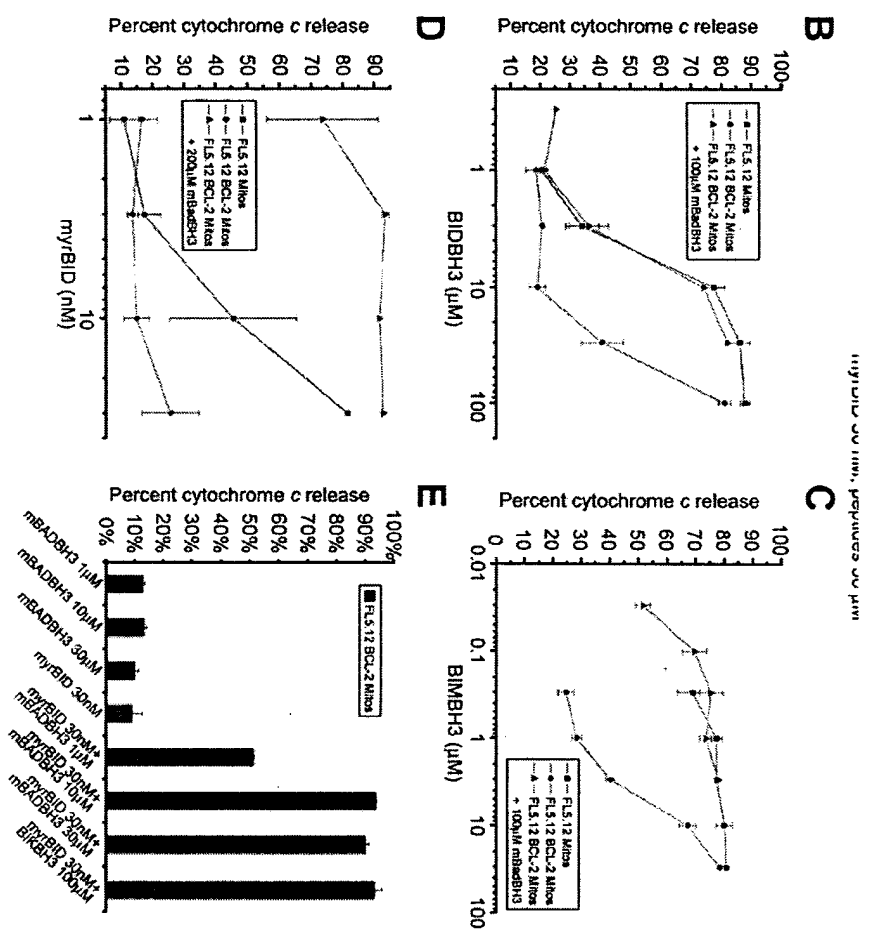 myrBID 30 nM, peptides 30 μM
B
Percent cytochrome c release
100
80
60
40
20
10
FL5.12 Mitos
FL5.12 BCL-2 Mitos
FL5.12 BCL-2 Mitos
+ 100μM mBadBH3
1
10
100
BIDBH3 (μM)
C
Percent cytochrome c release
100
80
70
60
50
40
30
20
10
0
0.01
0.1
1
10
100
BIMBH3 (μM)
FL5.12 Mitos
FL5.12 BCL-2 Mitos
FL5.12 BCL-2 Mitos
+ 100μM mBadBH3
D
Percent cytochrome c release
90
80
70
60
50
40
30
20
10
FL5.12 Mitos
FL5.12 BCL-2 Mitos
FL5.12 BCL-2 Mitos
+ 200μM mBadBH3
1
10
myrBID (nM)
E
Percent cytochrome c release
100%
90%
80%
70%
60%
50%
40%
30%
20%
10%
0%
FL5.12 BCL-2 Mitos
mBADBH3 1μM
mBADBH3 10μM
mBADBH3 30μM
myrBID 30nM
myrBID 30nM+
mBADBH3 1μM
myrBID 30nM+
mBADBH3 10μM
myrBID 30nM+
mBADBH3 30μM
myrBID 30nM+
BIKBH3 100μM